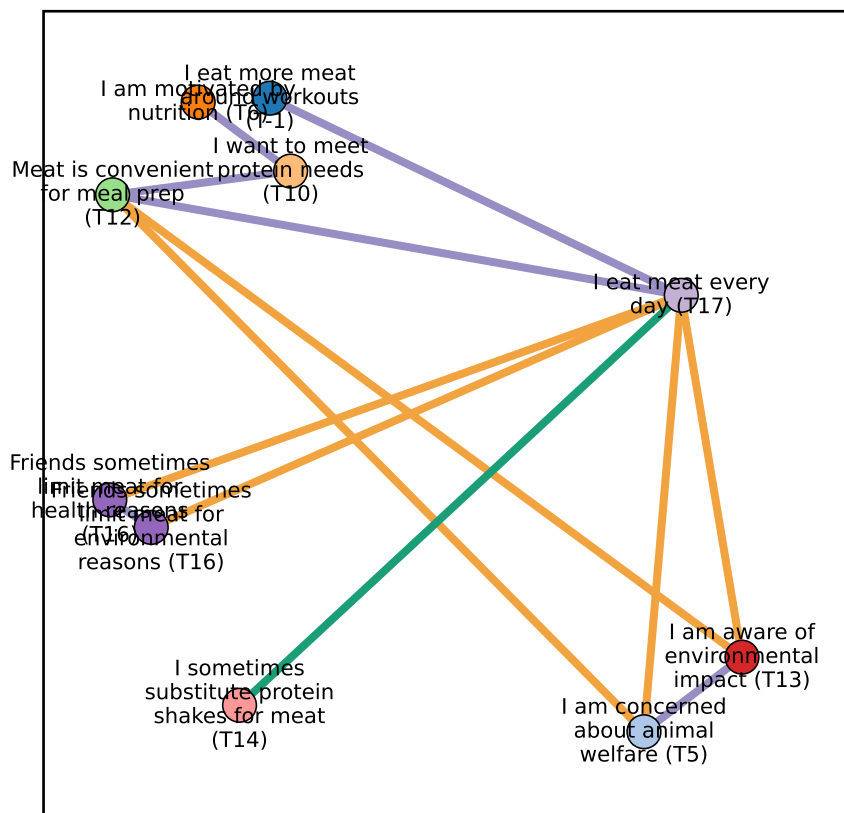 I eat more meat
around workouts
(T-1)
I am motivated by
nutrition (T6)
I want to meet
protein needs
(T10)
Meat is convenient
for meal prep
(T12)
I eat meat every
day (T17)
Friends sometimes
limit meat for
health reasons
(T16)
Friends sometimes
limit meat for
environmental
reasons (T16)
I am aware of
environmental
impact (T13)
I sometimes
substitute protein
shakes for meat
(T14)
I am concerned
about animal
welfare (T5)